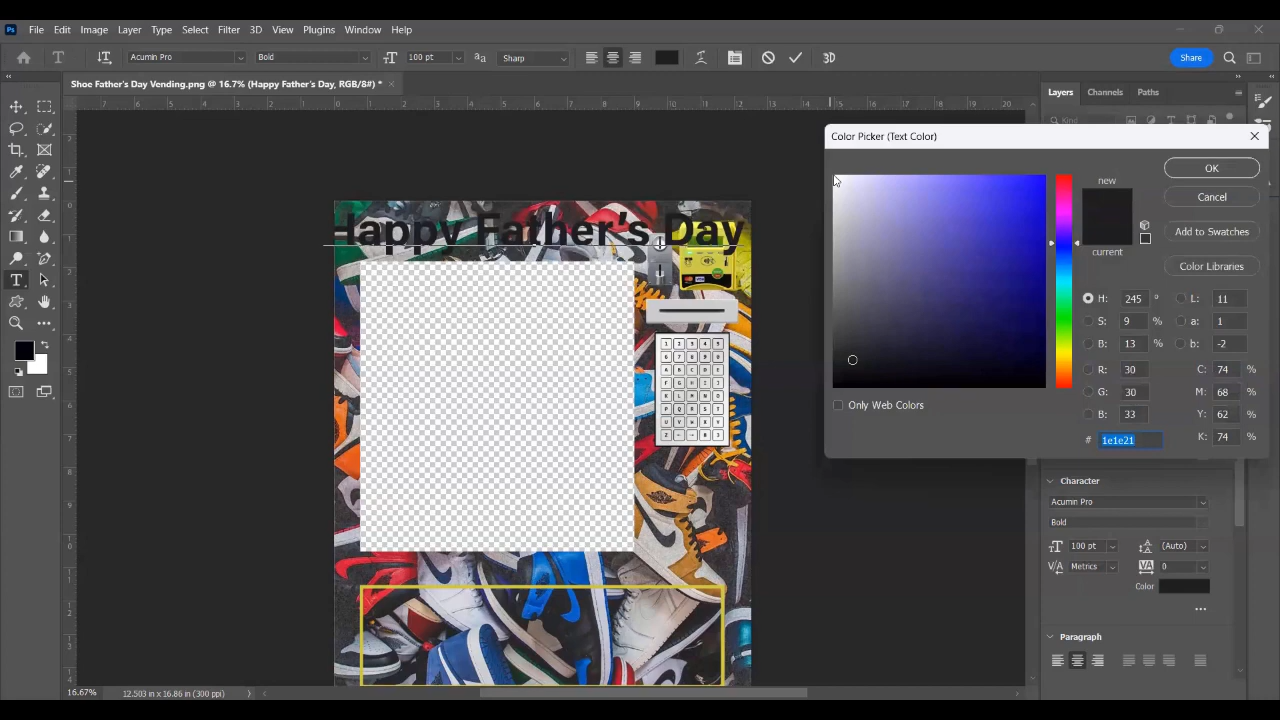 Ps File Edit Image Layer Type Select Filter 3D View Plugins Window Help
Acumin Pro Bold 100 pt Sharp 3D Share
Shoe Father's Day Vending.png @ 16.7% (Happy Father's Day, RGB/8#) *
Layers Channels Paths
Kind
Color Picker (Text Color)
new
current
OK
Cancel
Add to Swatches
Color Libraries
H: 245 °
S: 9 %
B: 13 %
R: 30
G: 30
B: 33
L: 11
a: 1
b: -2
C: 74 %
M: 68 %
Y: 62 %
K: 74 %
# 1e1e21
Only Web Colors
Happy Father's Day
Character
Acumin Pro
Bold
100 pt (Auto)
Metrics 0
Color
Paragraph
16.67% 12.503 in x 16.86 in (300 ppi)